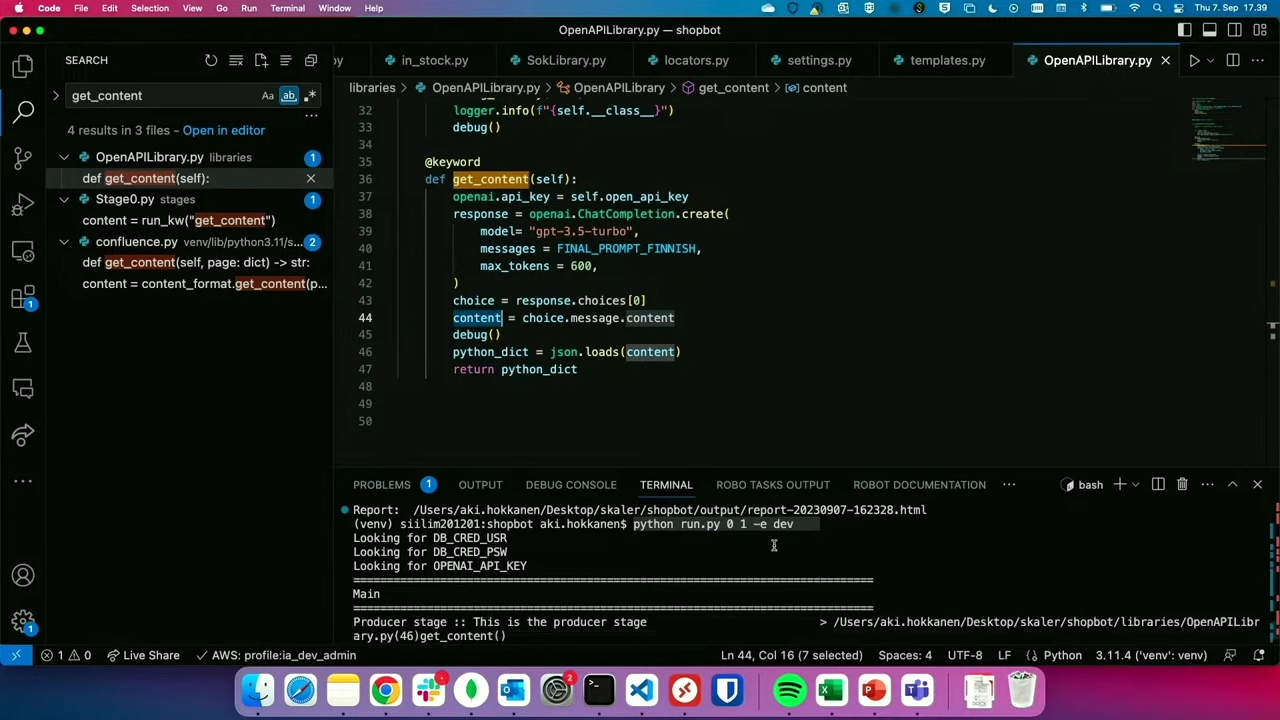 Code File Edit Selection View Go Run Terminal Window Help
Thu 7. Sep 17.39
OpenAPILibrary.py — shopbot
SEARCH
py in_stock.py SokLibrary.py locators.py settings.py templates.py OpenAPILibrary.py
get_content Aa ab
libraries > OpenAPILibrary.py > OpenAPILibrary > get_content > content
4 results in 3 files - Open in editor
OpenAPILibrary.py libraries 1
def get_content(self):
Stage0.py stages 1
content = run_kw("get_content")
confluence.py venv/lib/python3.11/s... 2
def get_content(self, page: dict) -> str:
content = content_format.get_content(p...
32 logger.info(f"{self.__class__}")
33 debug()
34
35 @keyword
36 def get_content(self):
37 openai.api_key = self.open_api_key
38 response = openai.ChatCompletion.create(
39 model= "gpt-3.5-turbo",
40 messages = FINAL_PROMPT_FINNISH,
41 max_tokens = 600,
42 )
43 choice = response.choices[0]
44 content = choice.message.content
45 debug()
46 python_dict = json.loads(content)
47 return python_dict
48
49
50
PROBLEMS 1 OUTPUT DEBUG CONSOLE TERMINAL ROBO TASKS OUTPUT ROBOT DOCUMENTATION bash
Report: /Users/aki.hokkanen/Desktop/skaler/shopbot/output/report-20230907-162328.html
(venv) siilim201201:shopbot aki.hokkanen$ python run.py 0 1 -e dev
Looking for DB_CRED_USR
Looking for DB_CRED_PSW
Looking for OPENAI_API_KEY
==============================================================================
Main
==============================================================================
Producer stage :: This is the producer stage > /Users/aki.hokkanen/Desktop/skaler/shopbot/libraries/OpenAPILibr
ary.py(46)get_content()
1 0 Live Share AWS: profile:ia_dev_admin Ln 44, Col 16 (7 selected) Spaces: 4 UTF-8 LF Python 3.11.4 ('venv': venv)